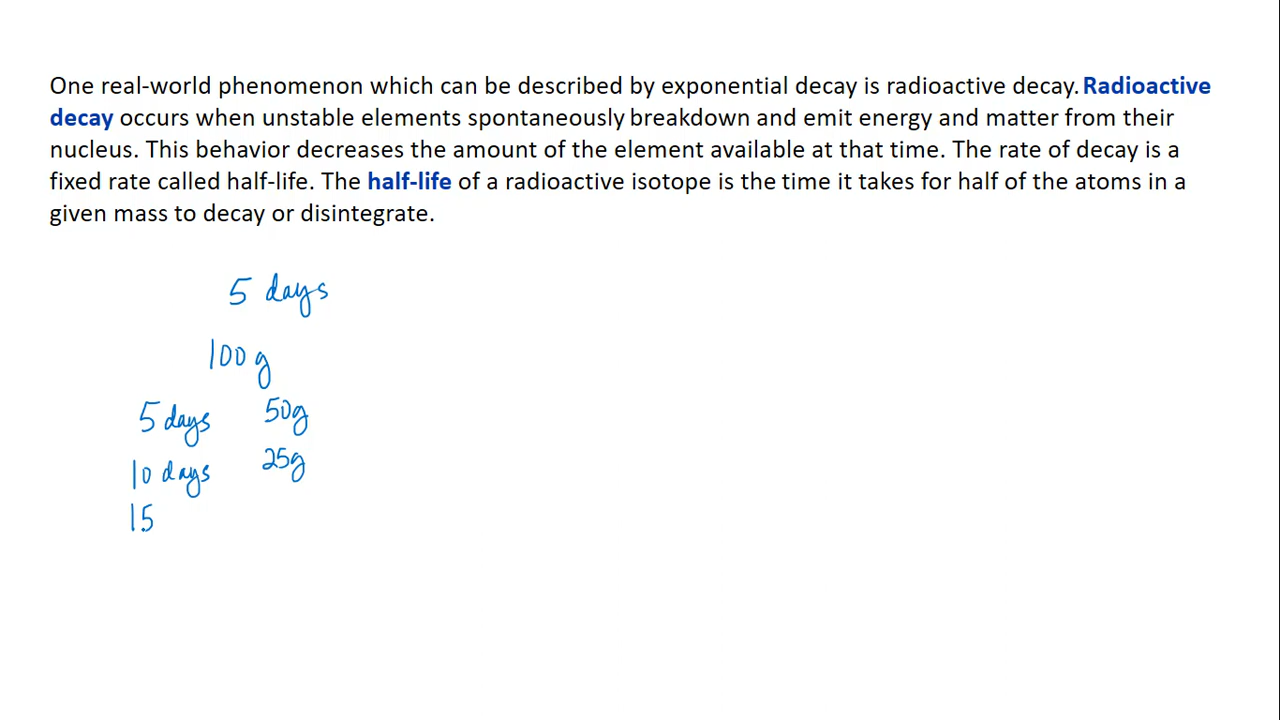 One real-world phenomenon which can be described by exponential decay is radioactive decay. Radioactive
decay occurs when unstable elements spontaneously breakdown and emit energy and matter from their
nucleus. This behavior decreases the amount of the element available at that time. The rate of decay is a
fixed rate called half-life. The half-life of a radioactive isotope is the time it takes for half of the atoms in a
given mass to decay or disintegrate.
5 days
100 g
5 days 50g
10 days 25g
15